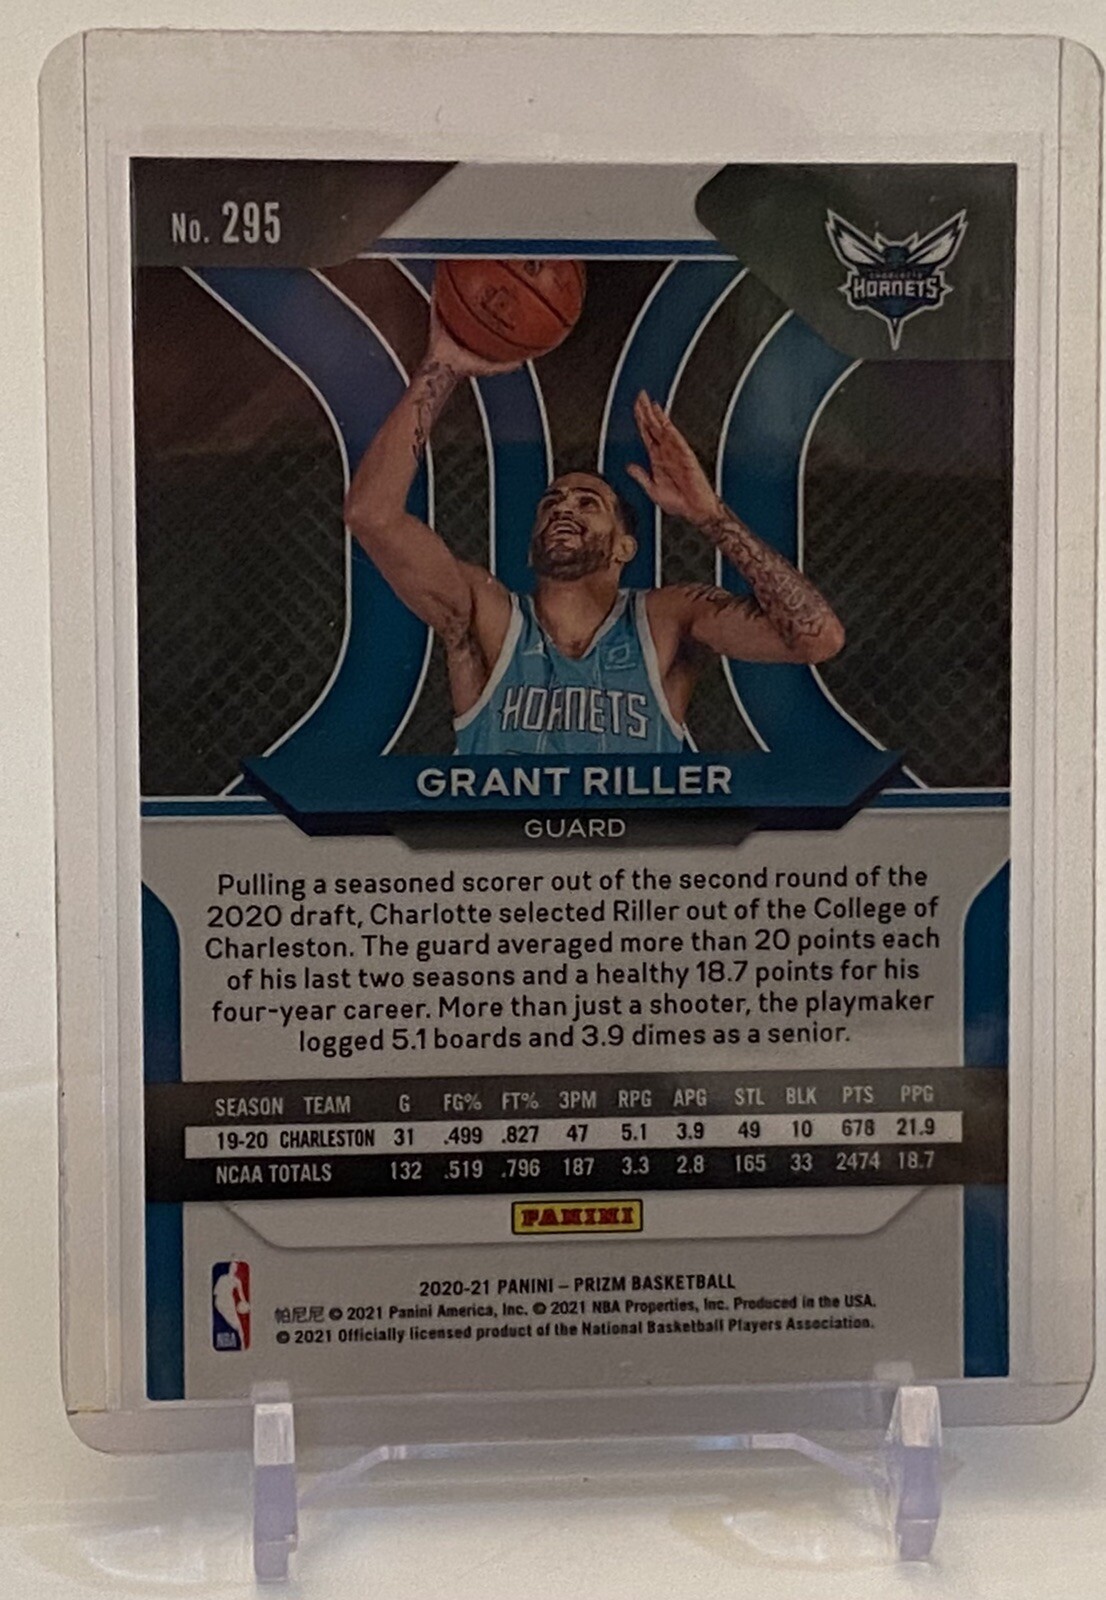 No. 295
CHARLOTTE
HORNETS
HORNETS
GRANT RILLER
GUARD
Pulling a seasoned scorer out of the second round of the
2020 draft, Charlotte selected Riller out of the College of
Charleston. The guard averaged more than 20 points each
of his last two seasons and a healthy 18.7 points for his
four-year career. More than just a shooter, the playmaker
logged 5.1 boards and 3.9 dimes as a senior.
SEASON TEAM G FG% FT% 3PM RPG APG STL BLK PTS PPG
19-20 CHARLESTON 31 .499 .827 47 5.1 3.9 49 10 678 21.9
NCAA TOTALS 132 .519 .796 187 3.3 2.8 165 33 2474 18.7
PANINI
NBA
2020-21 PANINI – PRIZM BASKETBALL
帕尼尼 © 2021 Panini America, Inc. © 2021 NBA Properties, Inc. Produced in the USA.
© 2021 Officially licensed product of the National Basketball Players Association.